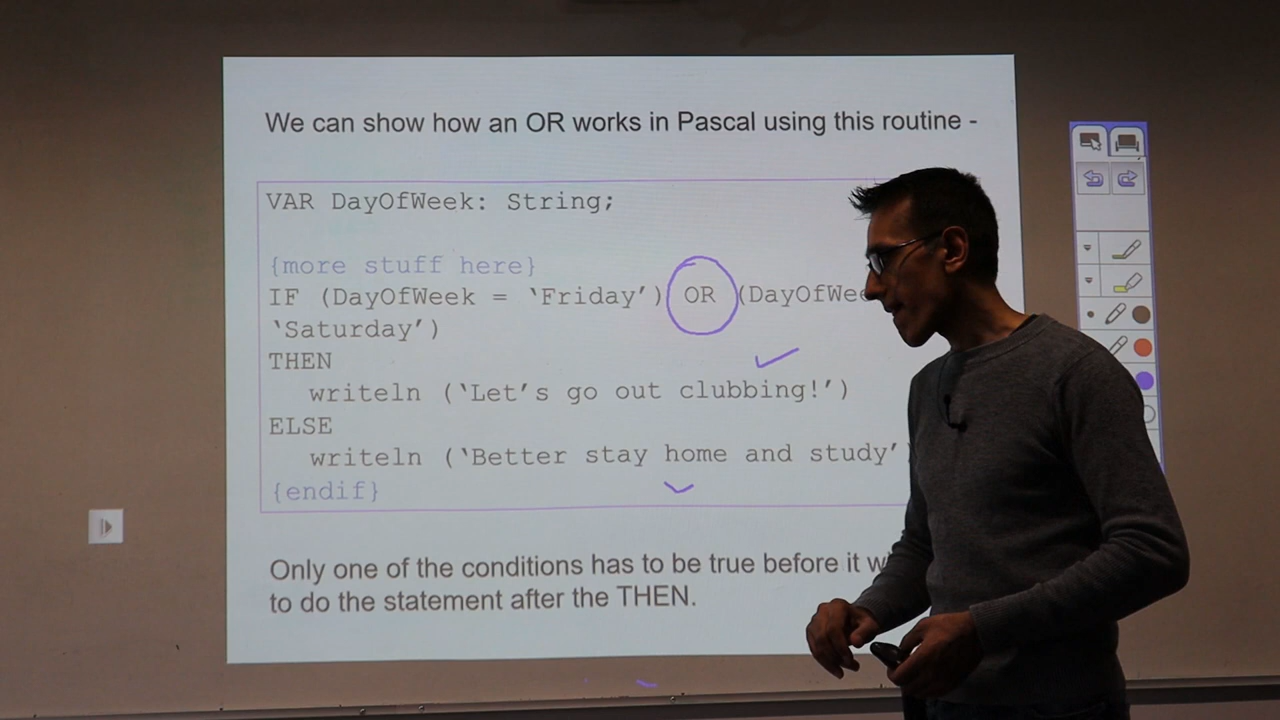 We can show how an OR works in Pascal using this routine -
VAR DayOfWeek: String;
{more stuff here}
IF (DayOfWeek = ‘Friday’) OR (DayOfWee
‘Saturday’)
THEN
writeln (‘Let’s go out clubbing!’)
ELSE
writeln (‘Better stay home and study’
{endif}
Only one of the conditions has to be true before it w
to do the statement after the THEN.